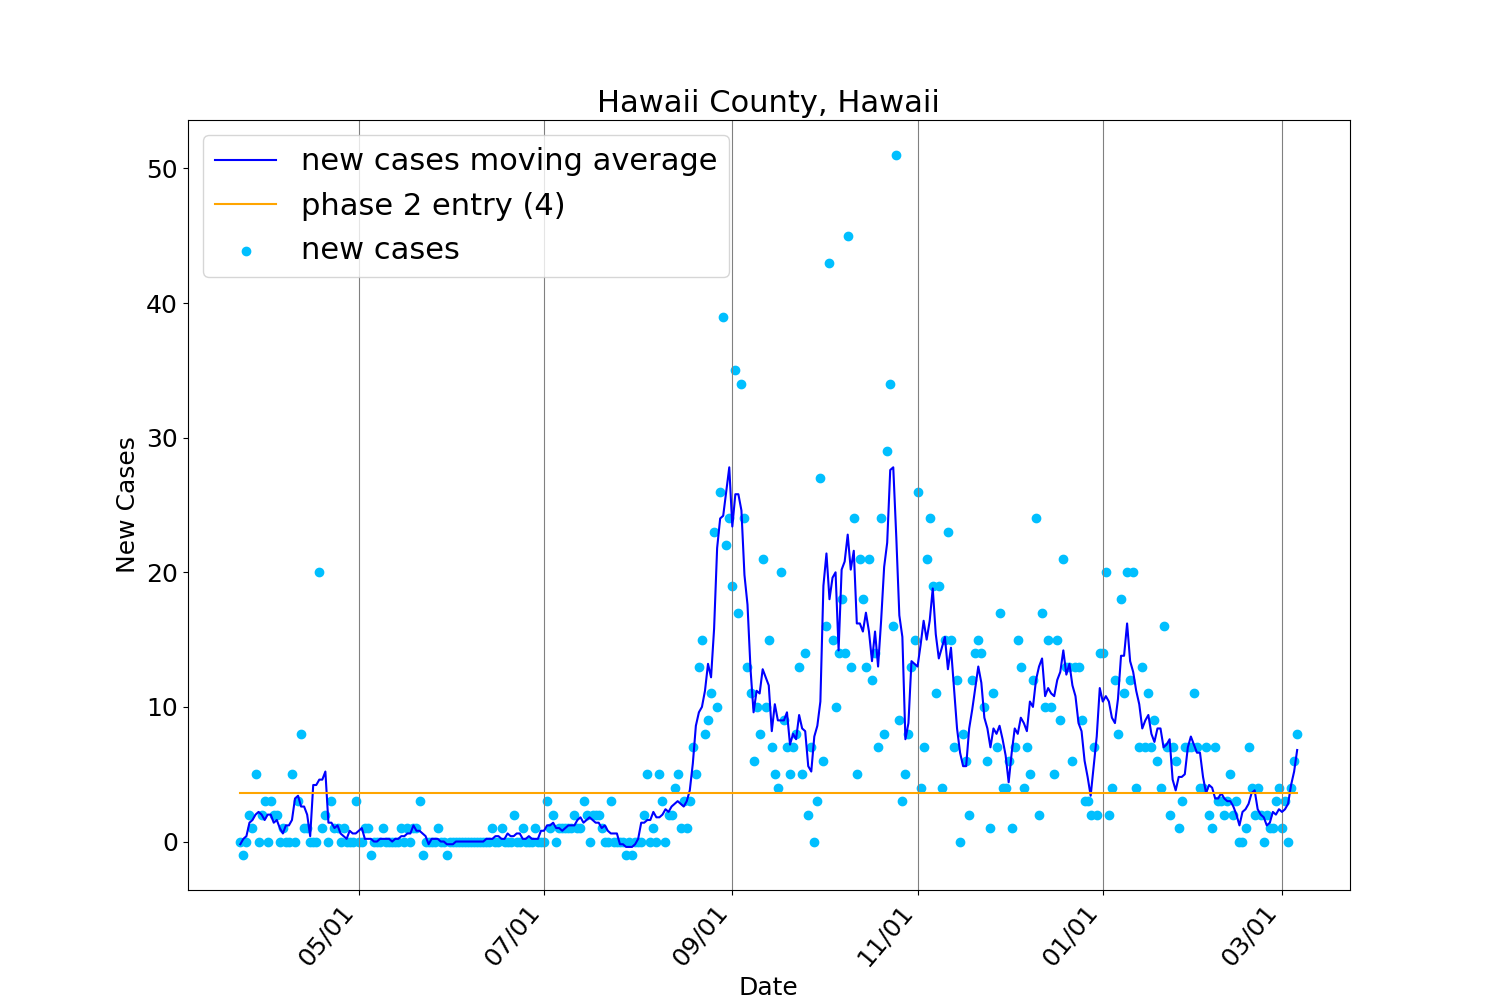 Hawaii County, Hawaii
new cases moving average
phase 2 entry (4)
new cases
New Cases
50
40
30
20
10
0
05/01
07/01
09/01
11/01
01/01
03/01
Date